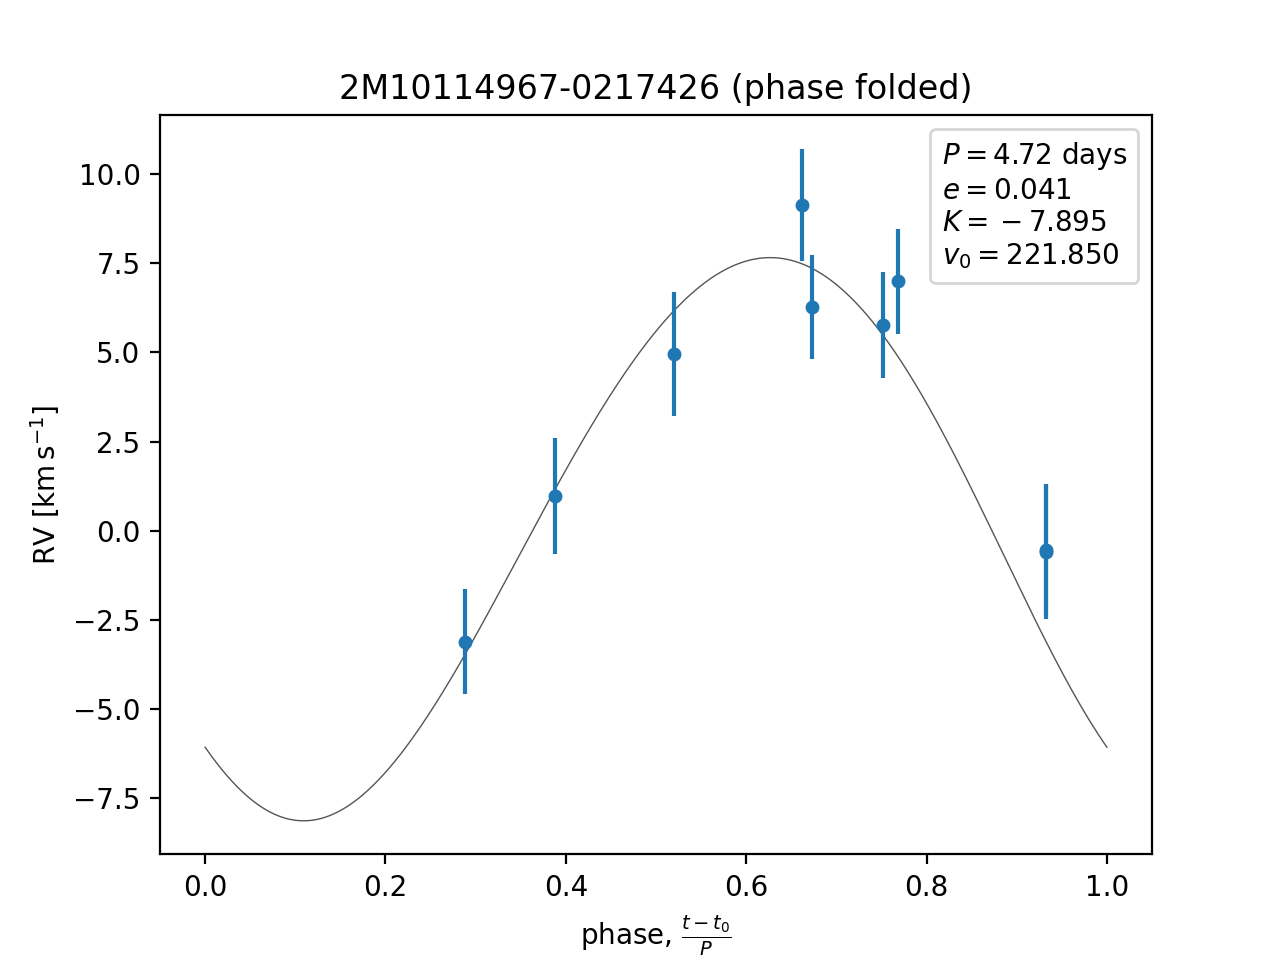 2M10114967-0217426 (phase folded)
P = 4.72 days
e = 0.041
K = −7.895
v₀ = 221.850
10.0
7.5
5.0
2.5
0.0
−2.5
−5.0
−7.5
RV [km s⁻¹]
0.0 0.2 0.4 0.6 0.8 1.0
phase, (t − t₀)/P